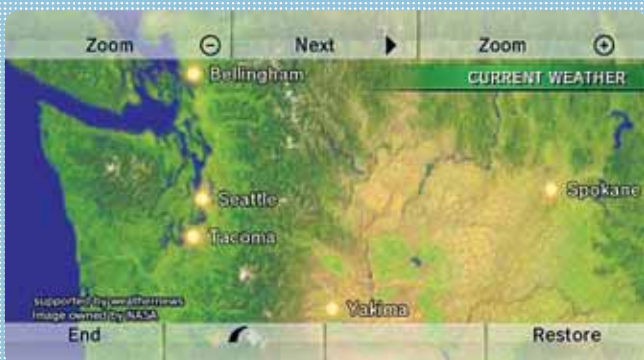 Zoom
Next
Zoom
Bellingham
CURRENT WEATHER
Seattle
Spokane
Tacoma
supported by weathernews
Image owned by NASA
Yakima
End
Restore